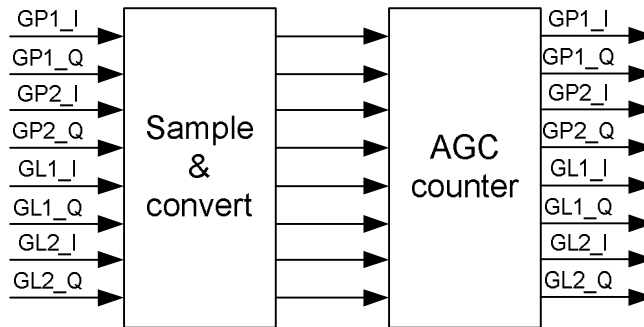 GP1_I
GP1_Q
GP2_I
GP2_Q
GL1_I
GL1_Q
GL2_I
GL2_Q
Sample
&
convert
AGC
counter
GP1_I
GP1_Q
GP2_I
GP2_Q
GL1_I
GL1_Q
GL2_I
GL2_Q